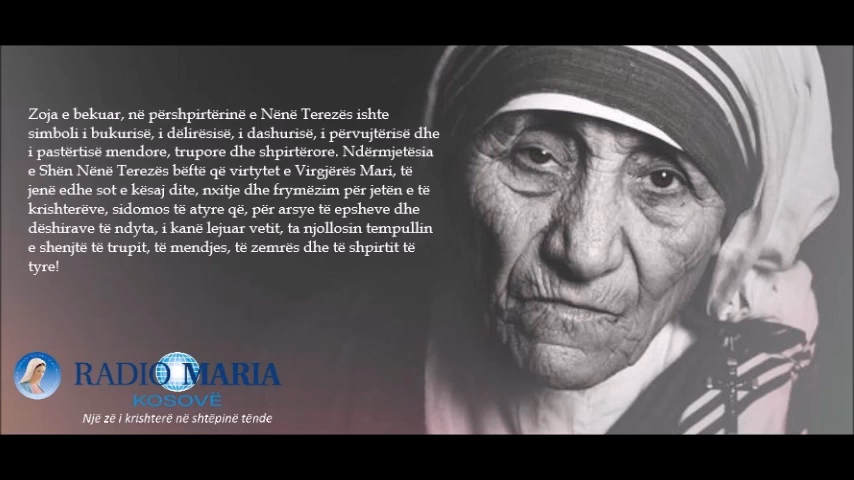 Zoja e bekuar, në përshpirtërinë e Nënë Terezës ishte
simboli i bukurisë, i dëlirësisë, i dashurisë, i përvujtërisë dhe
i pastërtisë mendore, trupore dhe shpirtërore. Ndërmjetësia
e Shën Nënë Terezës bëftë që virtytet e Virgjërës Mari, të
jenë edhe sot e kësaj dite, nxitje dhe frymëzim për jetën e të
krishterëve, sidomos të atyre që, për arsye të epsheve dhe
dëshirave të ndyta, i kanë lejuar vetit, ta njollosin tempullin
e shenjtë të trupit, të mendjes, të zemrës dhe të shpirtit të
tyre!
RADIO MARIA
KOSOVË
Një zë i krishterë në shtëpinë tënde